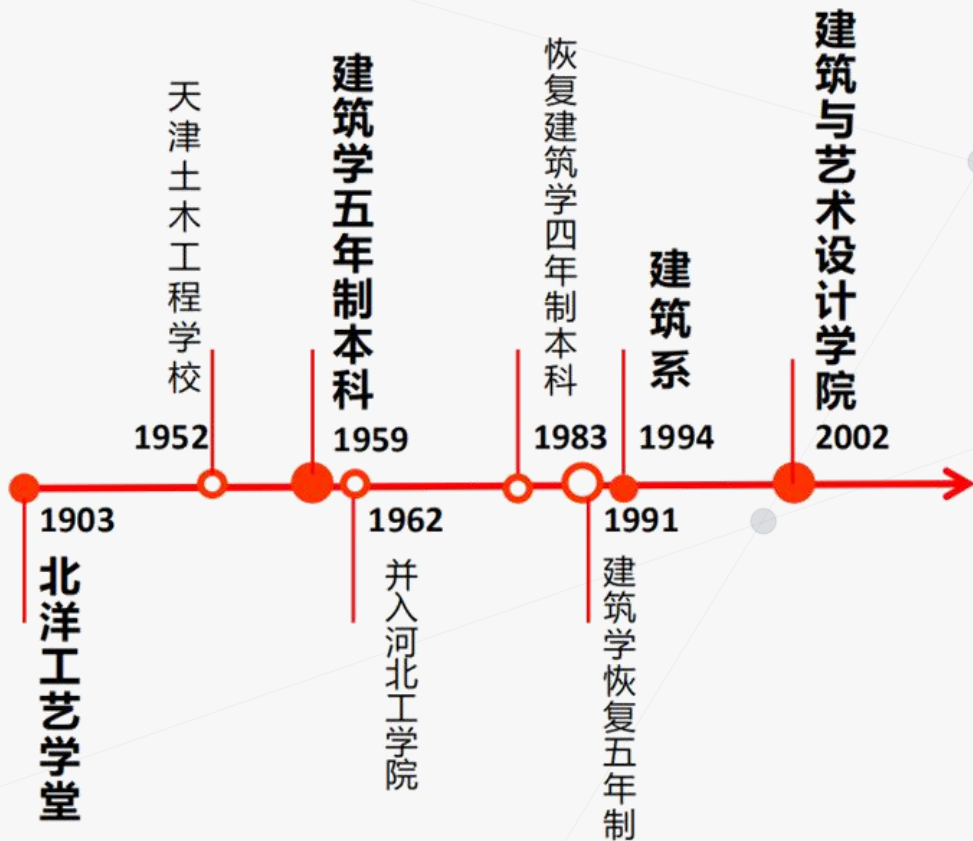 1903
北洋工艺学堂
天津土木工程学校
1952
建筑学五年制本科
1959
1962
并入河北工学院
恢复建筑学四年制本科
1983
1991
建筑学恢复五年制
建筑系
1994
建筑与艺术设计学院
2002